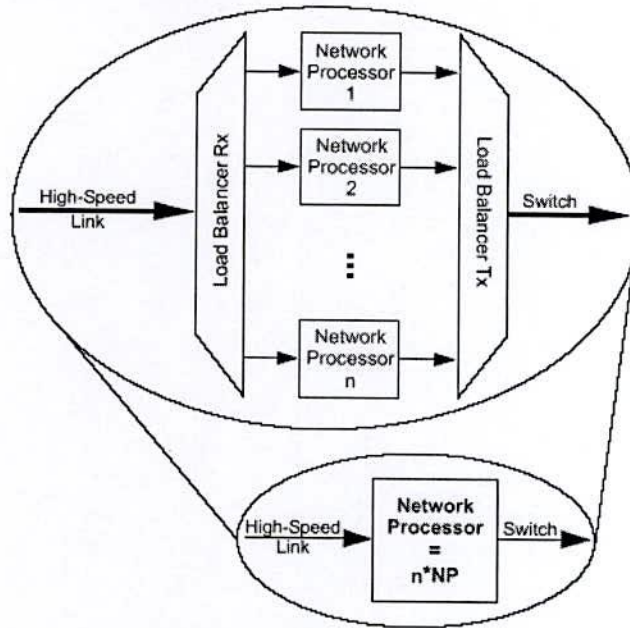 Network
Processor
1
Network
Processor
2
High-Speed
Link
Load Balancer Rx
Load Balancer Tx
Switch
...
Network
Processor
n
Network
Processor
=
n*NP
High-Speed
Link
Switch